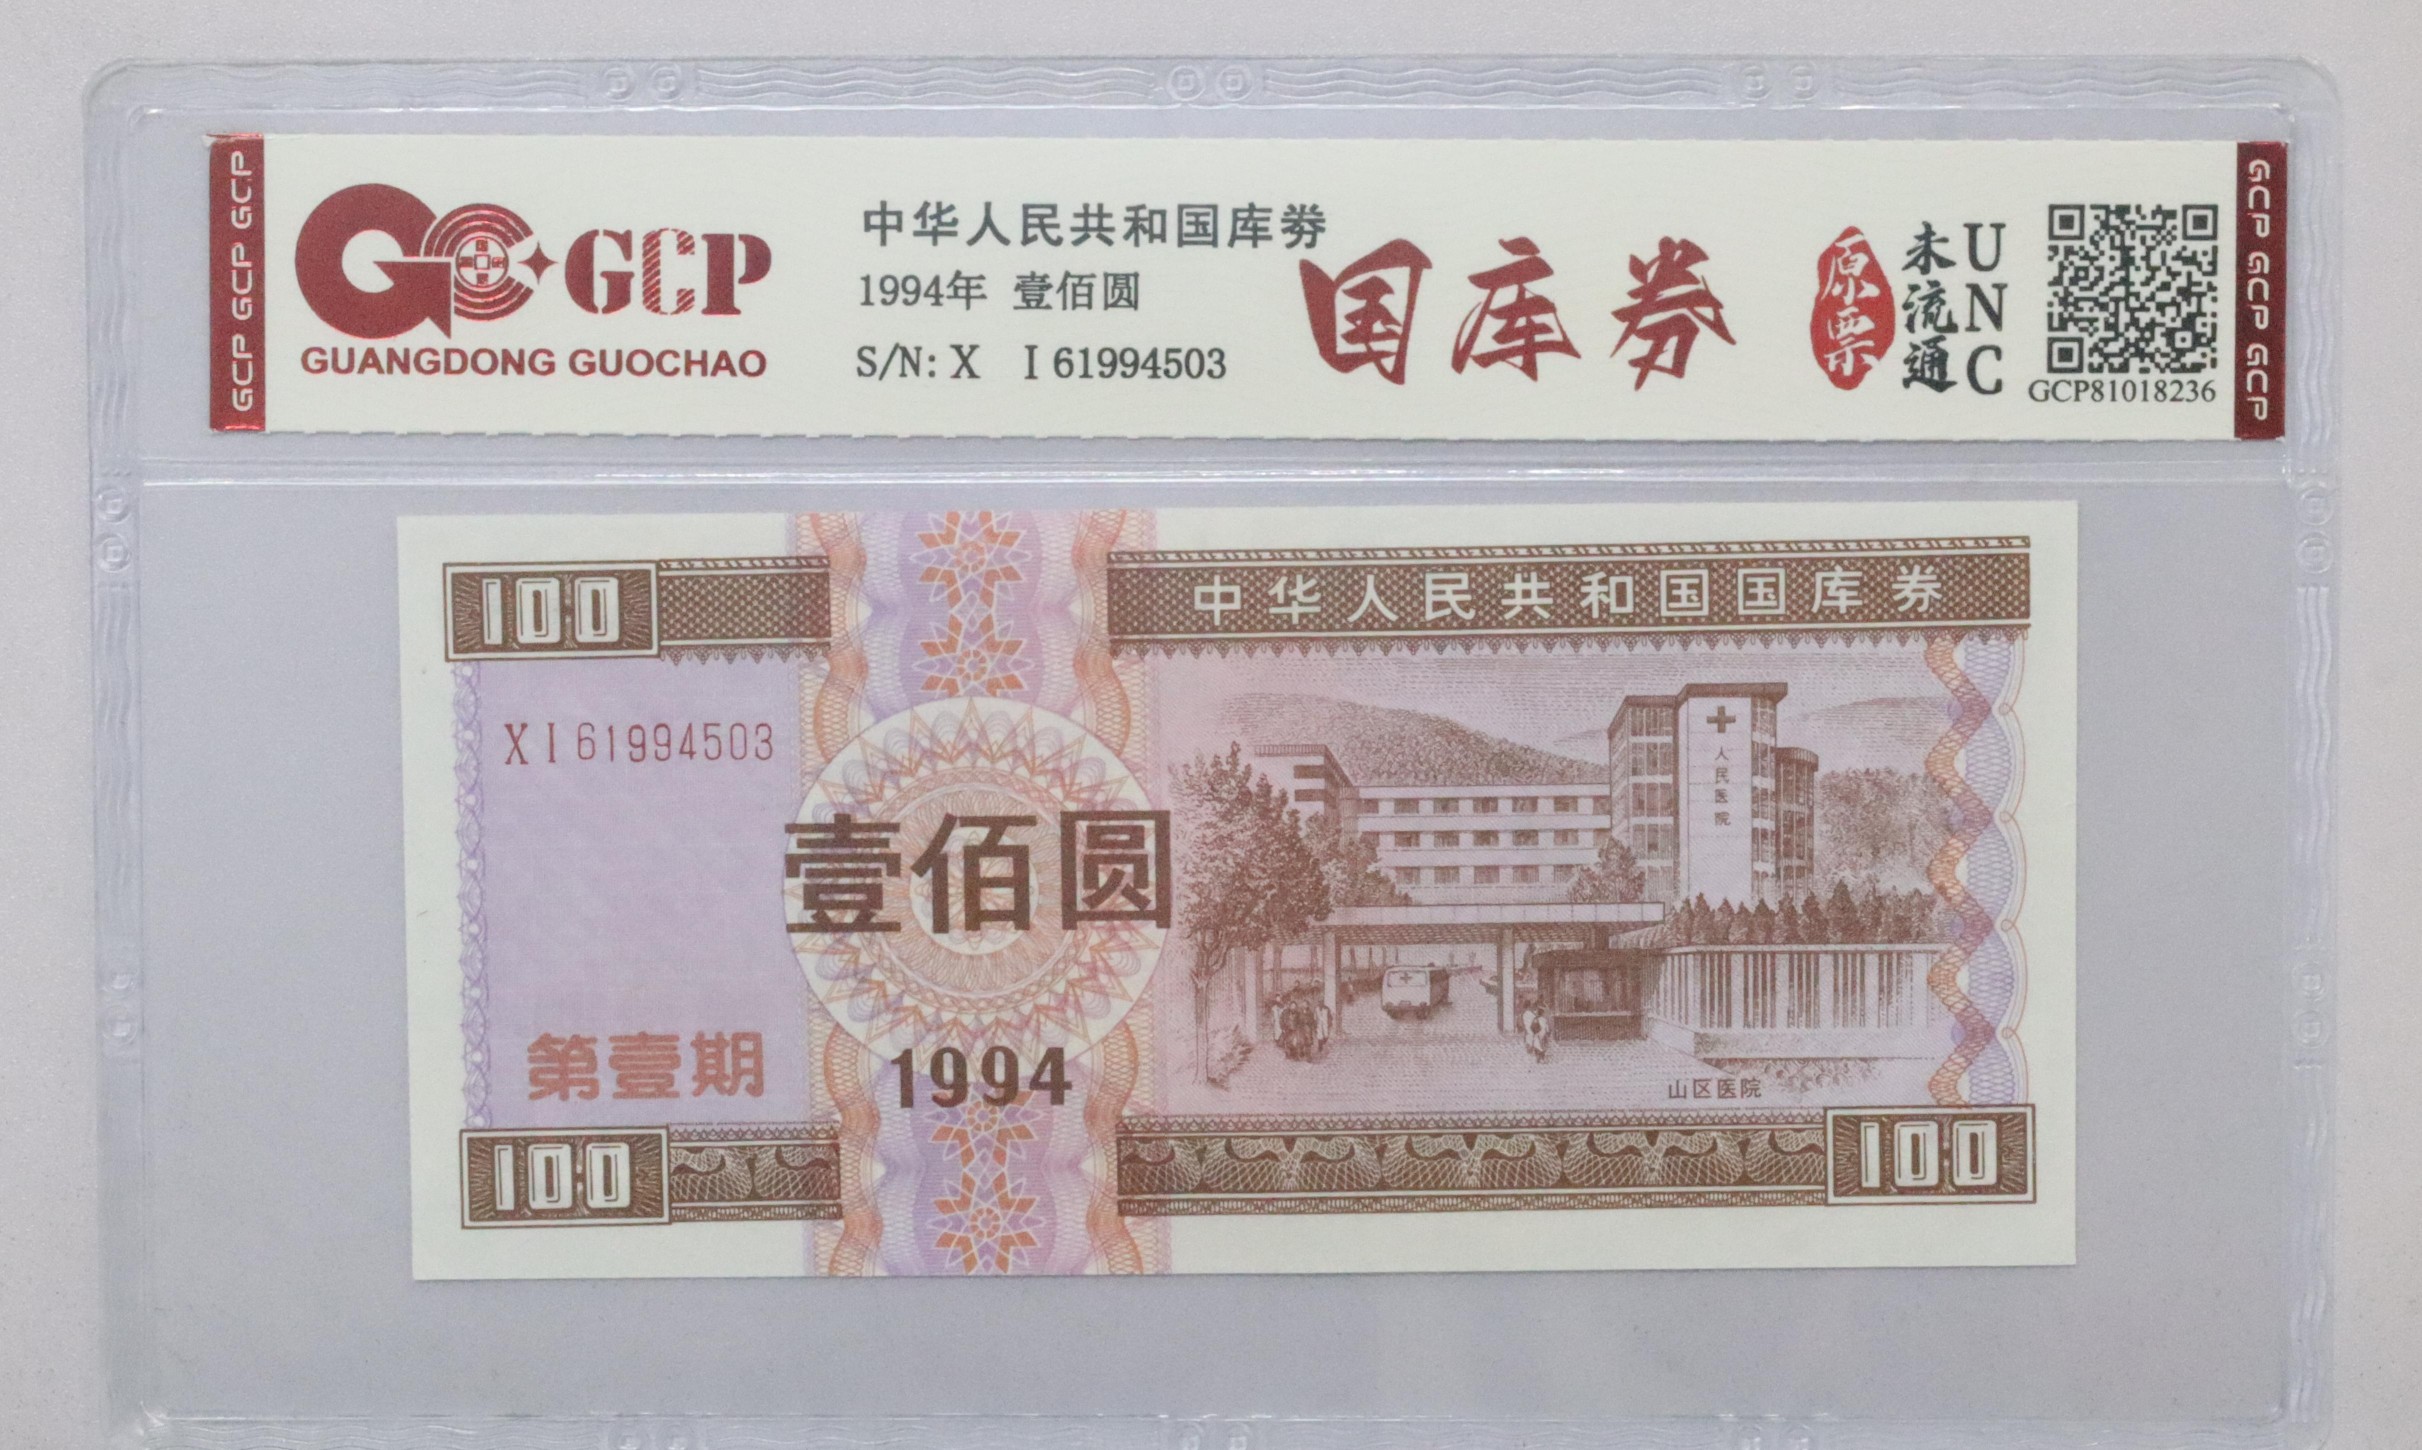 GCP GCP GCP
GCP
GUANGDONG GUOCHAO
中华人民共和国库券
1994年 壹佰圆
S/N: X I 61994503
国库券
原票
未流通
UNC
GCP81018236
GCP GCP GCP
100
中华人民共和国国库券
XI61994503
人民医院
壹佰圆
第壹期
1994
山区医院
100
100